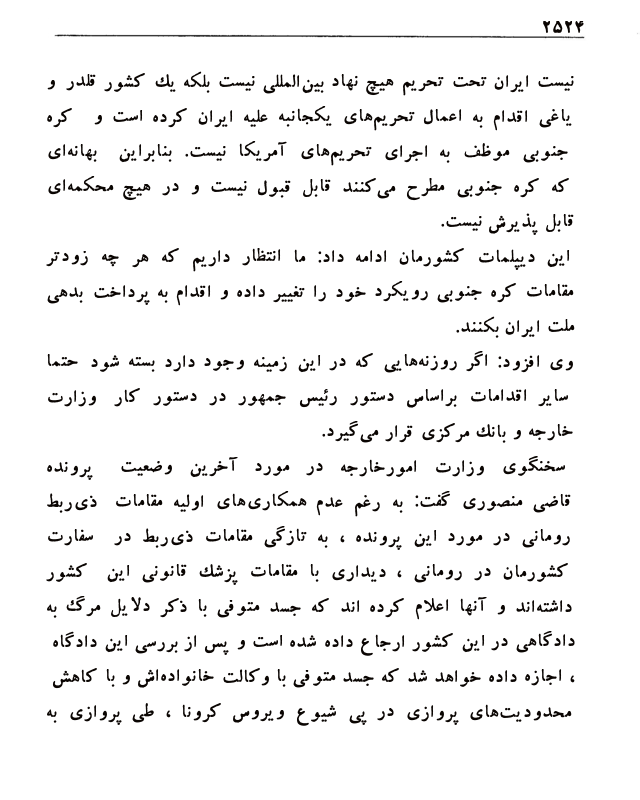 ۲۵۲۴
نیست ایران تحت تحریم هیچ نهاد بین‌المللی نیست بلکه یك کشور قلدر و
یاغی اقدام به اعمال تحریم‌های یکجانبه علیه ایران کرده است و کره
جنوبی موظف به اجرای تحریم‌های آمریکا نیست. بنابراین بهانه‌ای
که کره جنوبی مطرح می‌کنند قابل قبول نیست و در هیچ محکمه‌ای
قابل پذیرش نیست.
این دیپلمات کشورمان ادامه داد: ما انتظار داریم که هر چه زودتر
مقامات کره جنوبی رویکرد خود را تغییر داده و اقدام به پرداخت بدهی
ملت ایران بکنند.
وی افزود: اگر روزنه‌هایی که در این زمینه وجود دارد بسته شود حتما
سایر اقدامات براساس دستور رئیس جمهور در دستور کار وزارت
خارجه و بانك مرکزی قرار می‌گیرد.
سخنگوی وزارت امورخارجه در مورد آخرین وضعیت پرونده
قاضی منصوری گفت: به رغم عدم همکاری‌های اولیه مقامات ذی‌ربط
رومانی در مورد این پرونده ، به تازگی مقامات ذی‌ربط در سفارت
کشورمان در رومانی ، دیداری با مقامات پزشك قانونی این کشور
داشته‌اند و آنها اعلام کرده اند که جسد متوفی با ذکر دلایل مرگ به
دادگاهی در این کشور ارجاع داده شده است و پس از بررسی این دادگاه
، اجازه داده خواهد شد که جسد متوفی با وکالت خانواده‌اش و با کاهش
محدودیت‌های پروازی در پی شیوع ویروس کرونا ، طی پروازی به